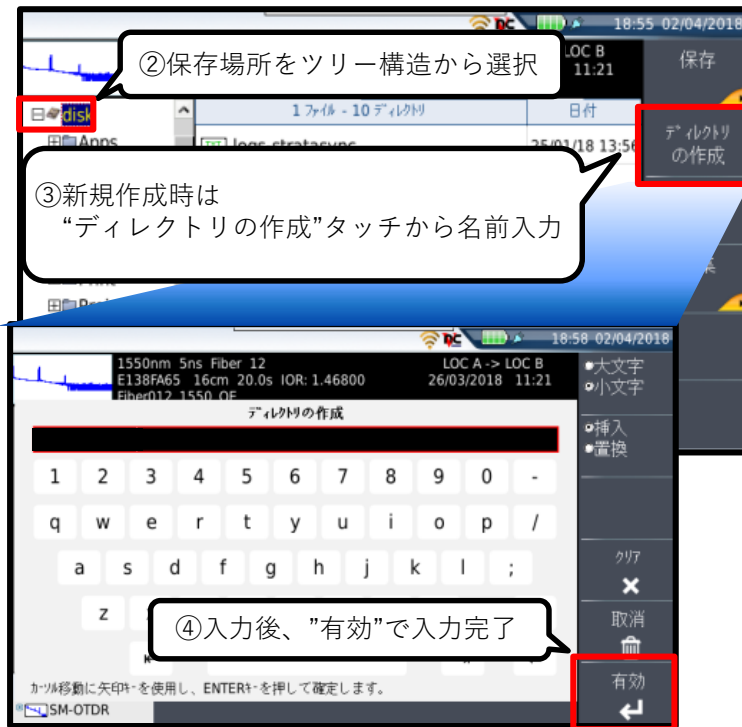 18:55 02/04/2018
LOC B
11:21
保存
②保存場所をツリー構造から選択
disk
1 ファイル - 10 ディレクトリ
日付
Apps
logs-stratasync
25/01/18 13:56
ディレクトリ
の作成
③新規作成時は
“ディレクトリの作成”タッチから名前入力
18:58 02/04/2018
1550nm 5ns Fiber 12
LOC A -> LOC B
E138FA65 16cm 20.0s IOR: 1.46800
26/03/2018 11:21
Fiber012_1550_OE
大文字
小文字
ディレクトリの作成
挿入
置換
1 2 3 4 5 6 7 8 9 0 -
q w e r t y u i o p /
a s d f g h j k l ;
クリア
z
④入力後、”有効”で入力完了
取消
有効
カーソル移動に矢印キーを使用し、ENTERキーを押して確定します。
SM-OTDR